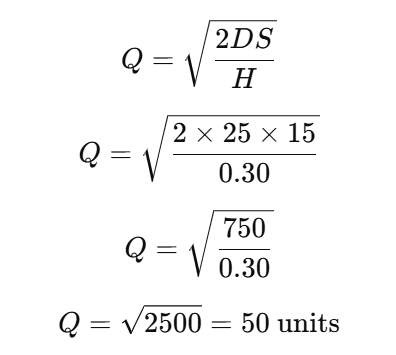 Q = √(2DS / H)
Q = √(2 × 25 × 15 / 0.30)
Q = √(750 / 0.30)
Q = √2500 = 50 units